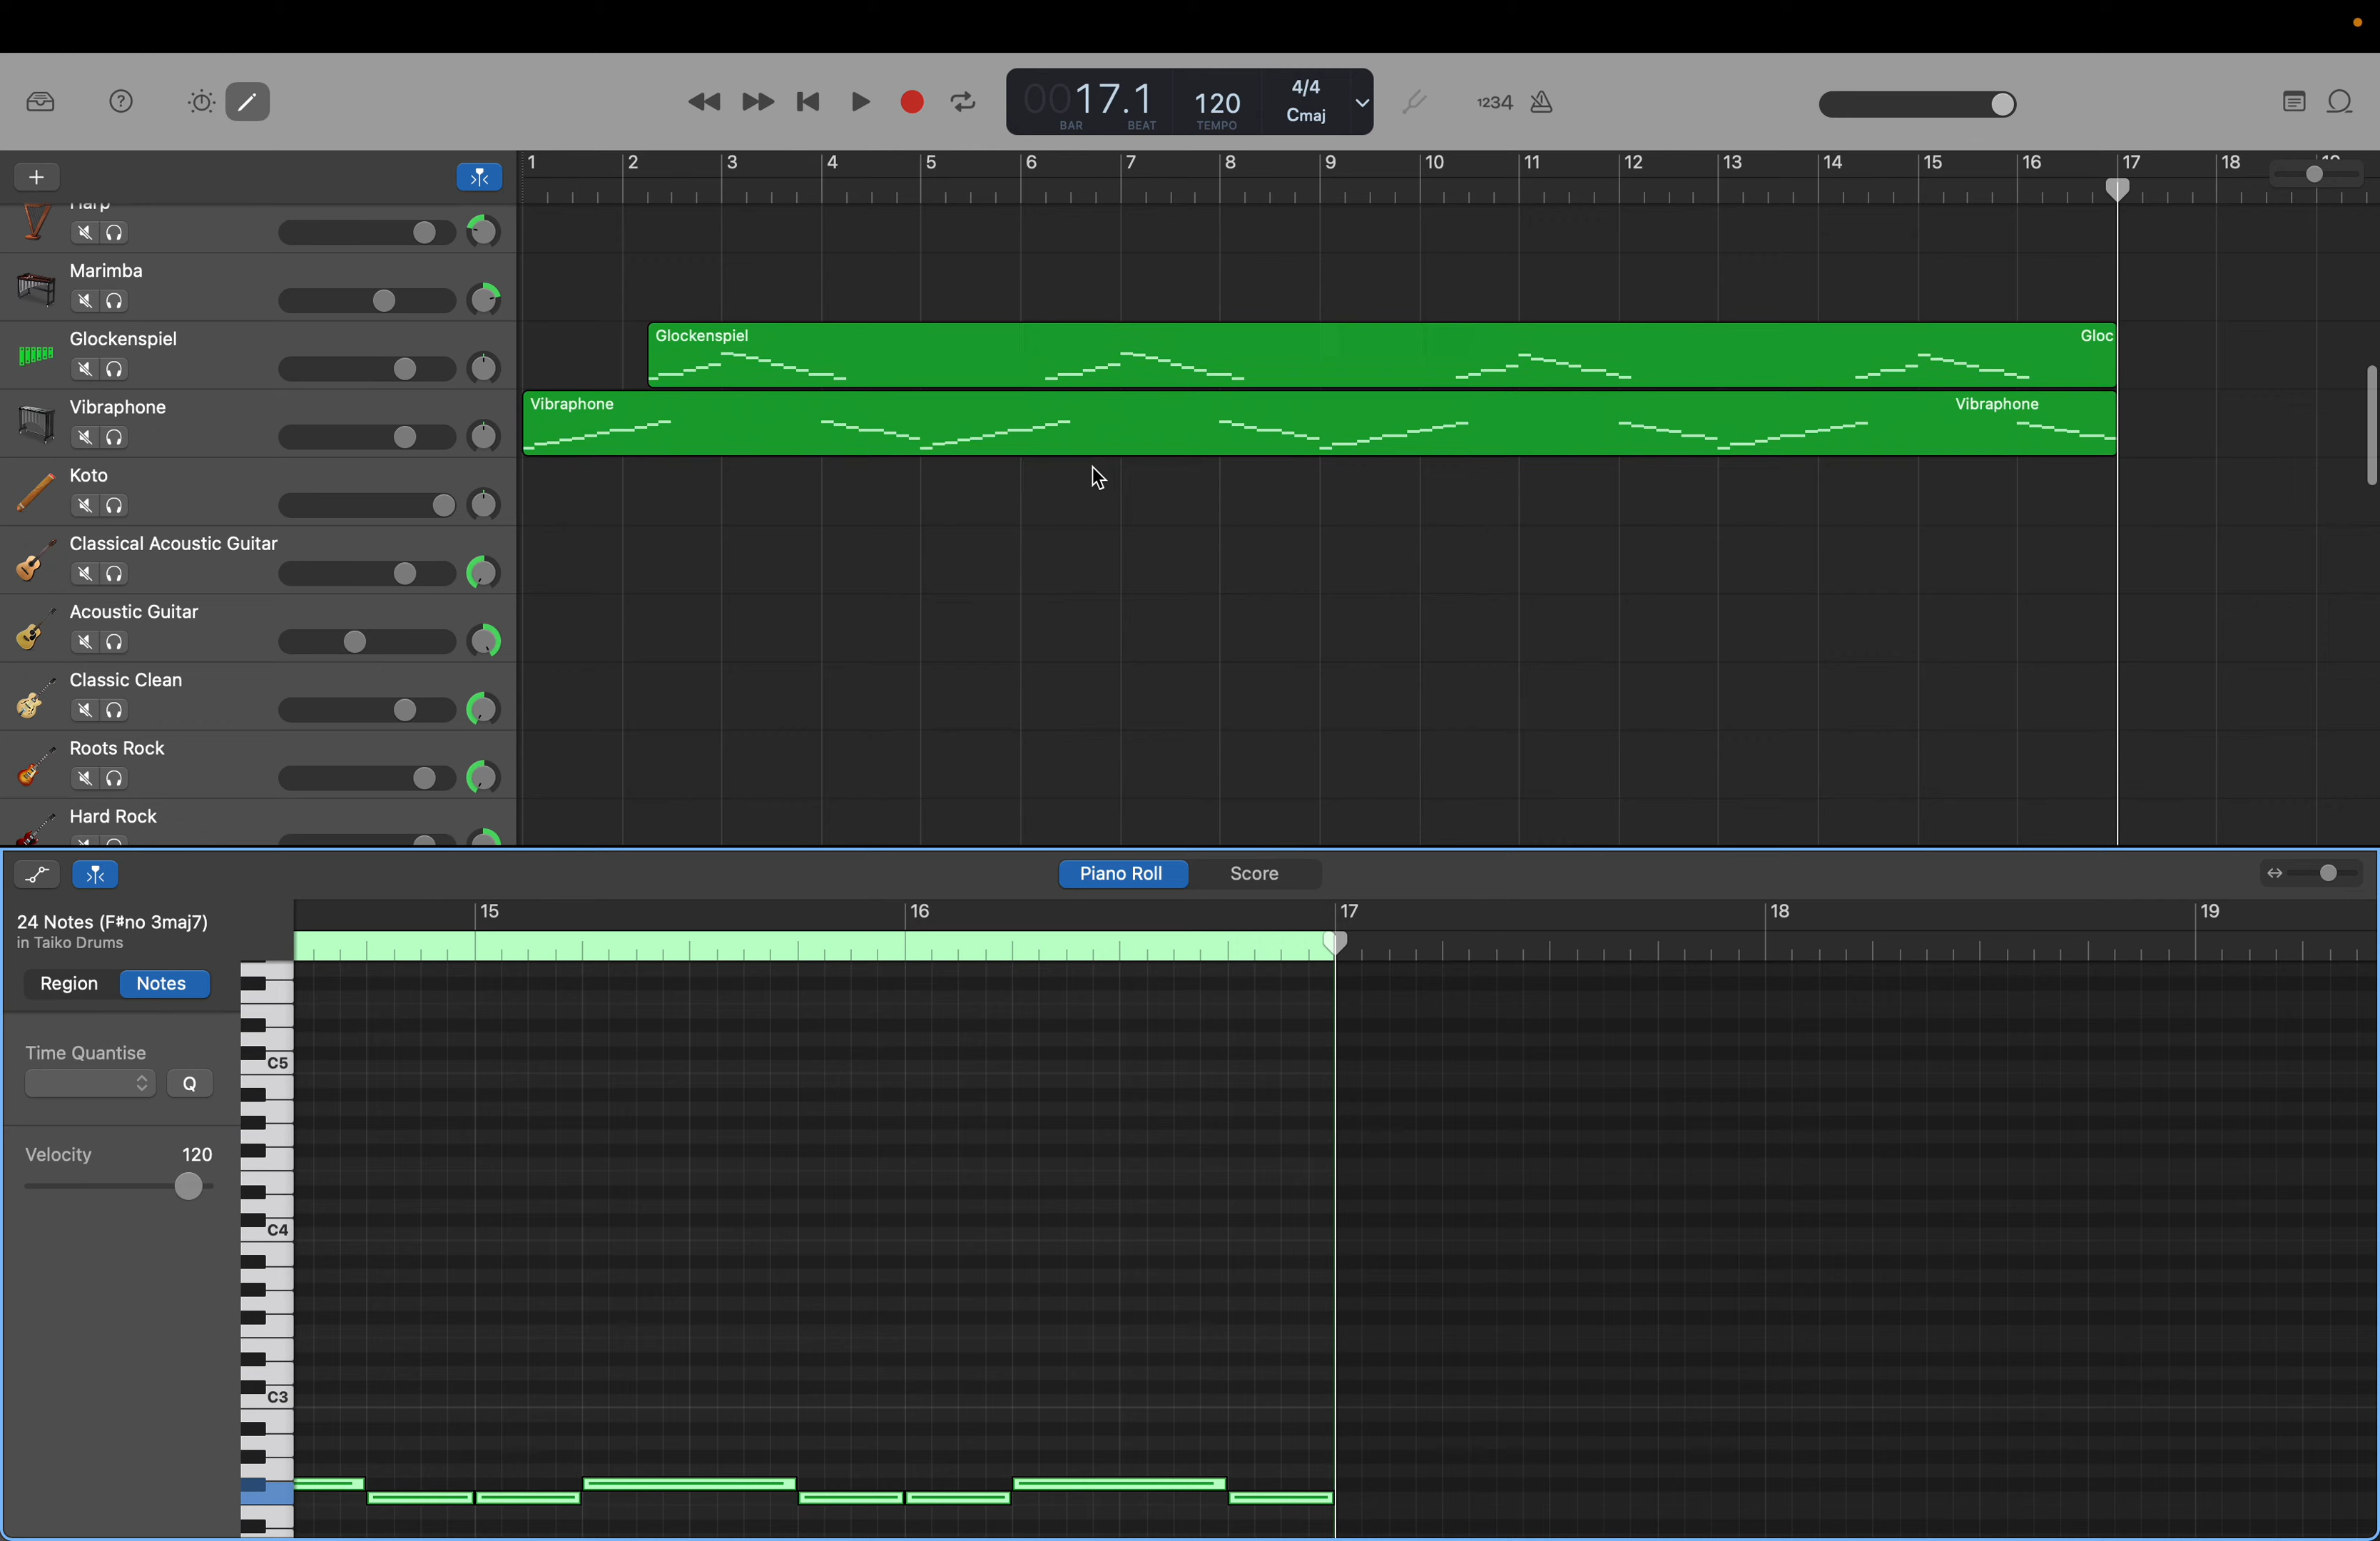 0017.1
BAR BEAT
120
TEMPO
4/4
Cmaj
1234
1 2 3 4 5 6 7 8 9 10 11 12 13 14 15 16 17 18 19
Harp
Marimba
Glockenspiel
Vibraphone
Koto
Classical Acoustic Guitar
Acoustic Guitar
Classic Clean
Roots Rock
Hard Rock
Glockenspiel Gloc
Vibraphone Vibraphone
Piano Roll Score
15 16 17 18 19
24 Notes (F#no 3maj7)
in Taiko Drums
Region Notes
Time Quantise
Q
Velocity 120
C5
C4
C3